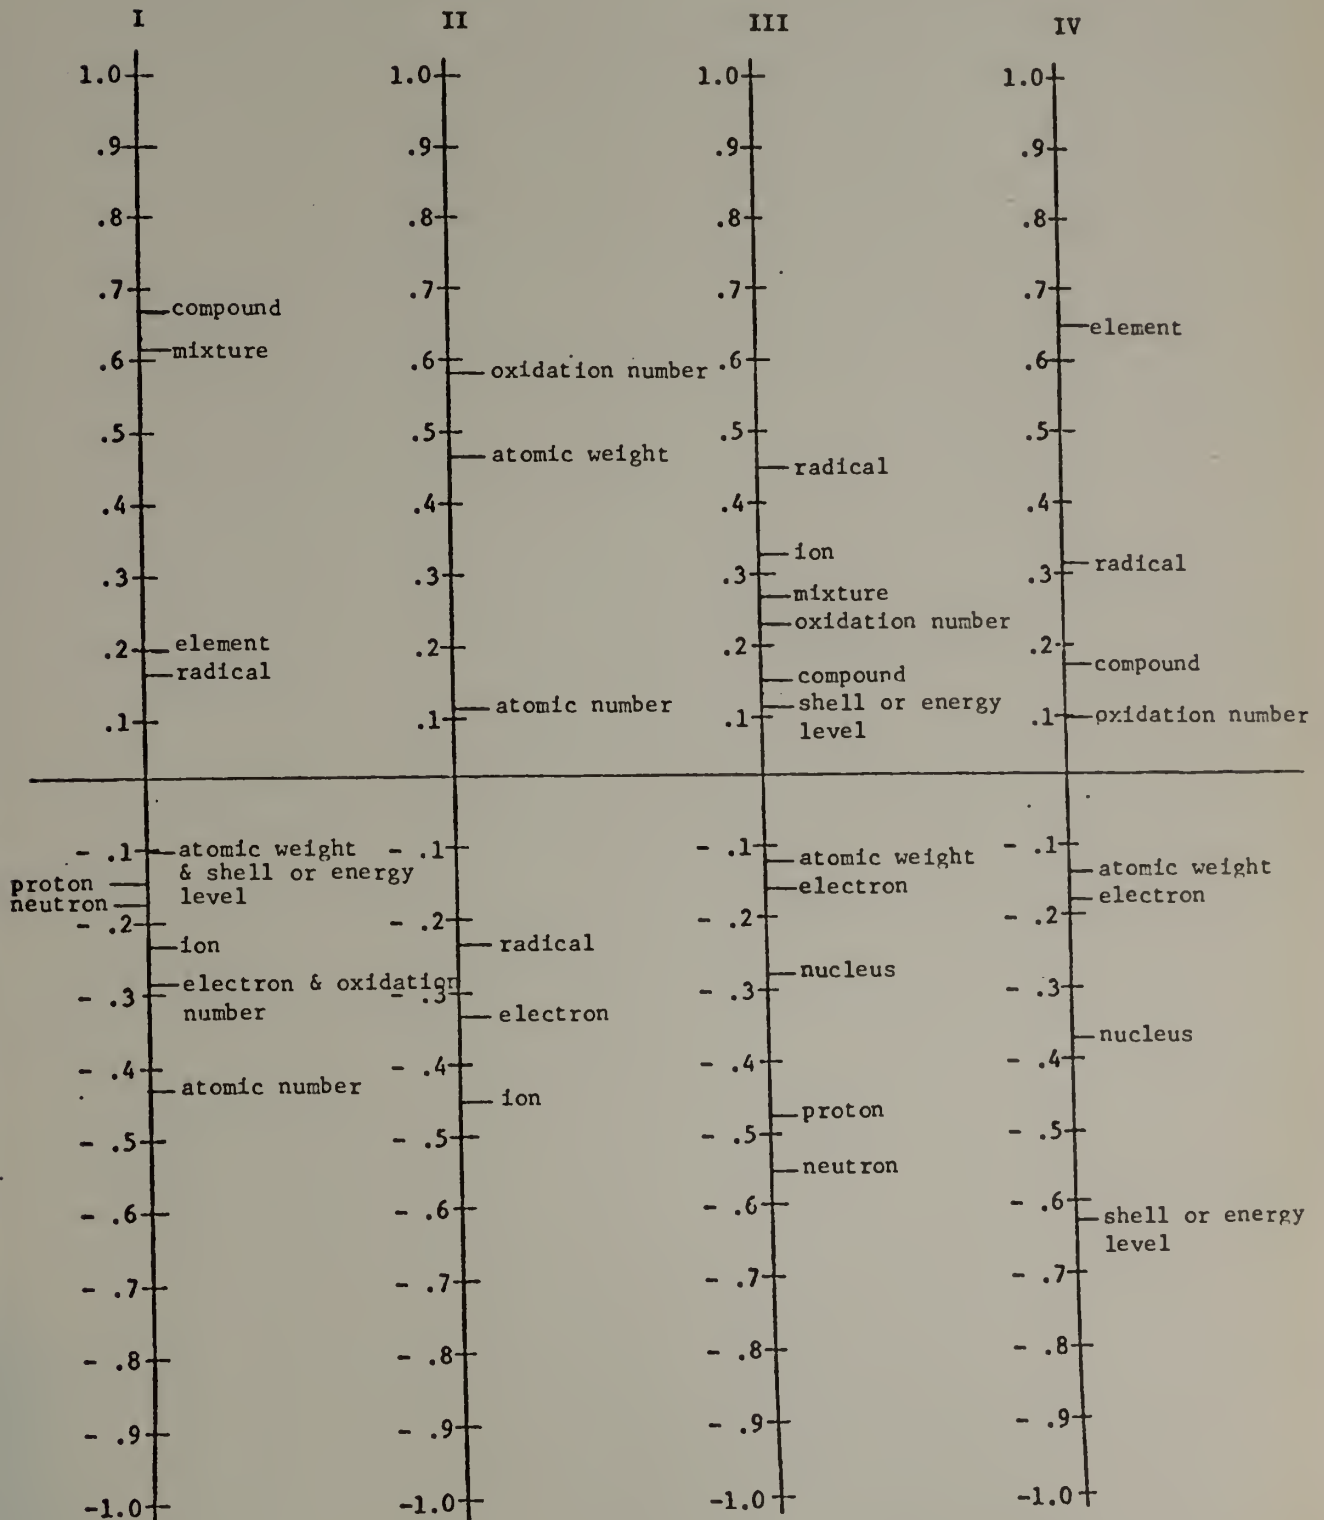 I II III IV
1.0 1.0 1.0 1.0
.9 .9 .9 .9
.8 .8 .8 .8
.7 .7 .7 .7
compound
element
mixture
.6 .6 oxidation number .6 .6
.5 .5 .5 .5
atomic weight
radical
.4 .4 .4 .4
ion
radical
.3 .3 .3 .3
mixture
oxidation number
element
.2 .2 .2 .2
radical
compound
compound
atomic number
shell or energy
level
.1 .1 .1 .1 oxidation number
- .1 atomic weight - .1 - .1 - .1
& shell or energy
level
atomic weight
electron
atomic weight
electron
proton
neutron
- .2 - .2 - .2 - .2
ion
radical
nucleus
electron & oxidation
number
- .3 - .3 - .3 - .3
electron
nucleus
- .4 - .4 - .4 - .4
atomic number
ion
proton
- .5 - .5 - .5 - .5
neutron
- .6 - .6 - .6 - .6
shell or energy
level
- .7 - .7 - .7 - .7
- .8 - .8 - .8 - .8
- .9 - .9 - .9 - .9
-1.0 -1.0 -1.0 -1.0